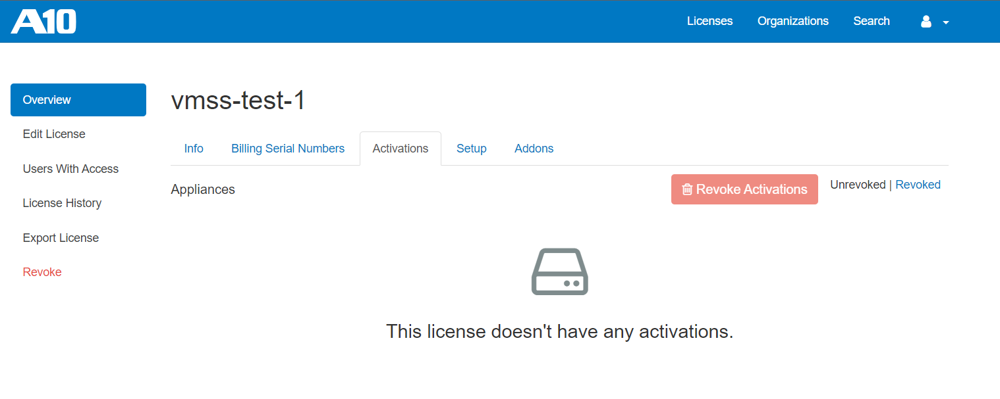 A10
Licenses Organizations Search
Overview
Edit License
Users With Access
License History
Export License
Revoke
vmss-test-1
Info Billing Serial Numbers Activations Setup Addons
Appliances
Revoke Activations
Unrevoked | Revoked
This license doesn't have any activations.